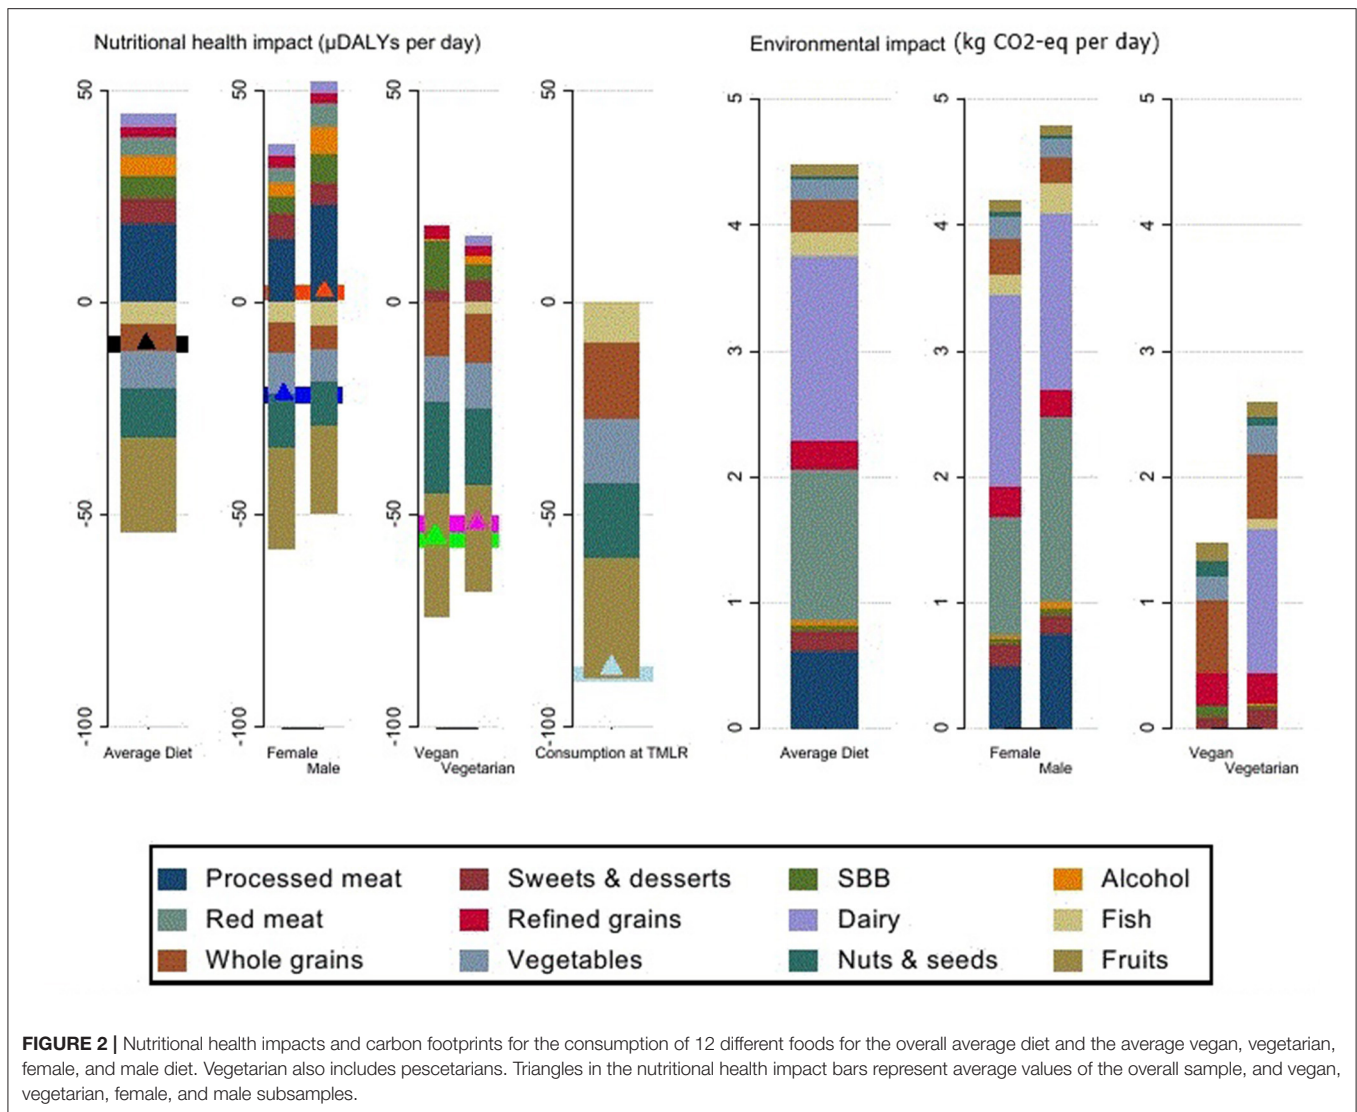 Nutritional health impact (µDALYs per day)
50
0
-50
-100
Average Diet
50
0
-50
-100
Female
Male
50
0
-50
-100
Vegan
Vegetarian
50
0
-50
-100
Consumption at TMLR
Environmental impact (kg CO2-eq per day)
5
4
3
2
1
0
Average Diet
5
4
3
2
1
0
Female
Male
5
4
3
2
1
0
Vegan
Vegetarian
Processed meat Sweets & desserts SBB Alcohol
Red meat Refined grains Dairy Fish
Whole grains Vegetables Nuts & seeds Fruits
FIGURE 2 | Nutritional health impacts and carbon footprints for the consumption of 12 different foods for the overall average diet and the average vegan, vegetarian,
female, and male diet. Vegetarian also includes pescetarians. Triangles in the nutritional health impact bars represent average values of the overall sample, and vegan,
vegetarian, female, and male subsamples.